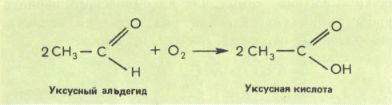 2CH₃—C=O—H + O₂ ⟶ 2CH₃—C=O—OH
Уксусный альдегид
Уксусная кислота